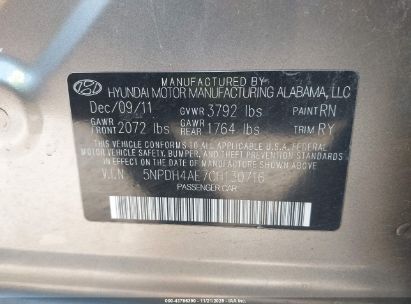 MANUFACTURED BY
HYUNDAI MOTOR MANUFACTURING ALABAMA, LLC
Dec/09/11 GVWR 3792 lbs PAINT RN
GAWR FRONT 2072 lbs GAWR REAR 1764 lbs TRIM RY
THIS VEHICLE CONFORMS TO ALL APPLICABLE U.S.A. FEDERAL
MOTOR VEHICLE SAFETY, BUMPER, AND THEFT PREVENTION STANDARDS IN
EFFECT ON THE DATE OF MANUFACTURE SHOWN ABOVE.
V.I.N. 5NPDH4AE7CH130716
PASSENGER CAR